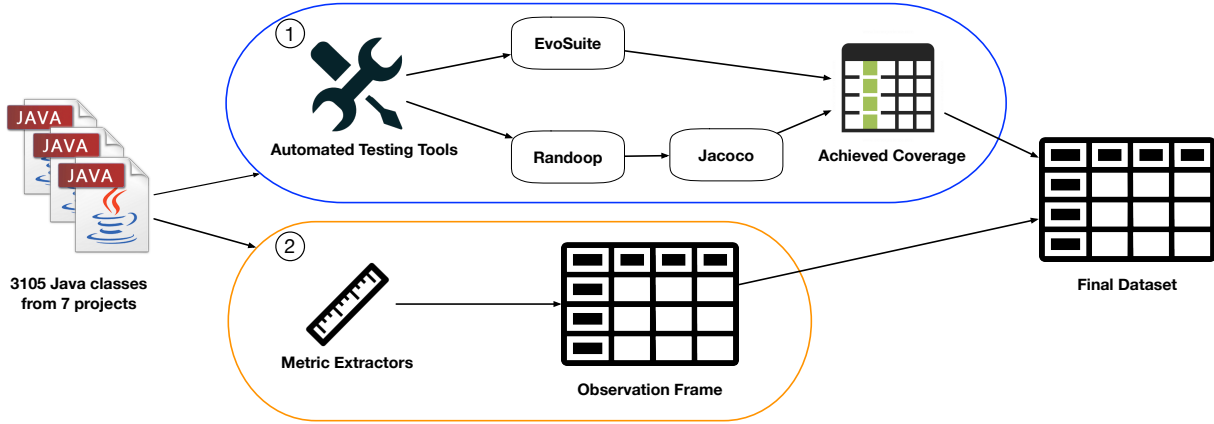 1
EvoSuite
Automated Testing Tools
Randoop
Jacoco
Achieved Coverage
JAVA
JAVA
JAVA
3105 Java classes
from 7 projects
2
Metric Extractors
Observation Frame
Final Dataset